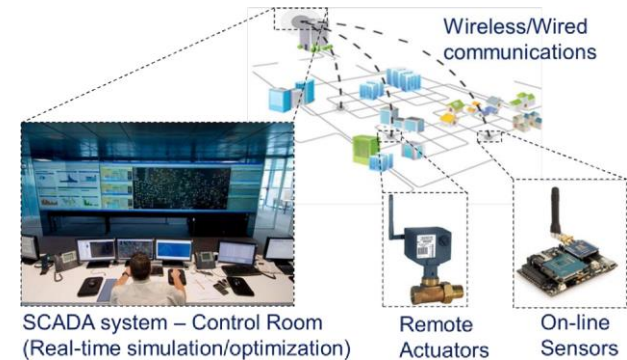 Wireless/Wired
communications
SCADA system – Control Room
(Real-time simulation/optimization)
Remote
Actuators
On-line
Sensors